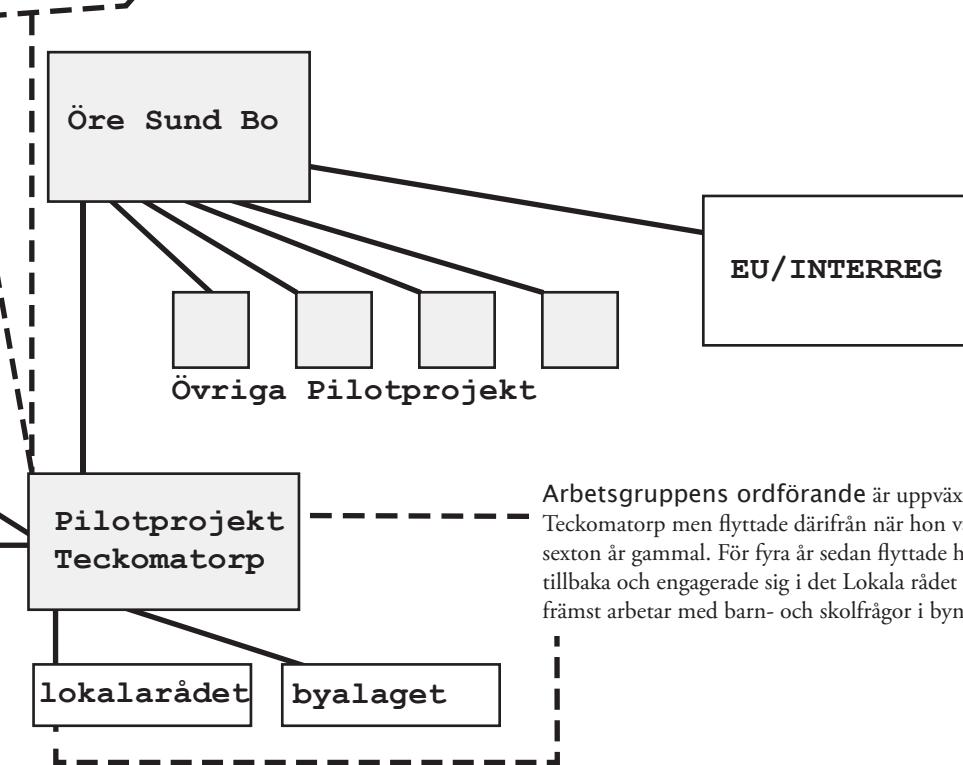 Öre Sund Bo
EU/INTERREG
Övriga Pilotprojekt
Pilotprojekt
Teckomatorp
Arbetsgruppens ordförande är
Teckomatorp men flyttade därifrån när hon
sexton år gammal. För fyra år sedan flyttade
tillbaka och engagerade sig i det Lokala rådet
främst arbetar med barn- och skolfrågor i byn
lokalarådet
byalaget